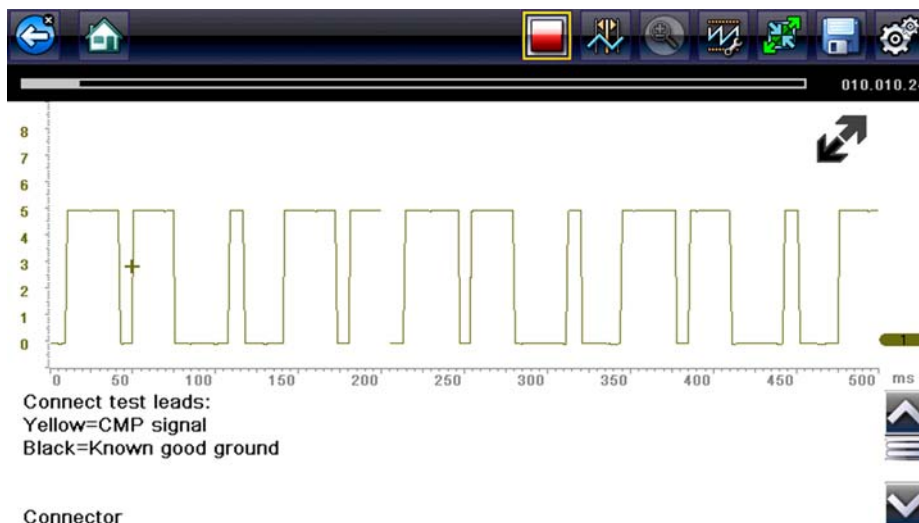 010.010.2
8
7
6
5
4
3
2
1
0
1
0 50 100 150 200 250 300 350 400 450 500 ms
Connect test leads:
Yellow=CMP signal
Black=Known good ground
Connector